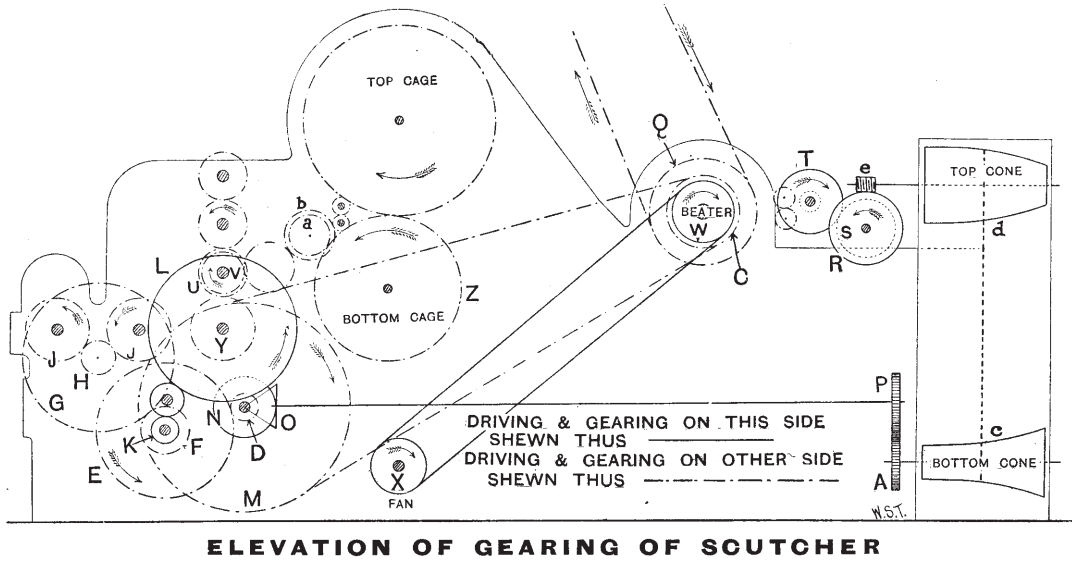 TOP CAGE
Q
T
e
TOP CONE
b
a
BEATER
W
S
d
L
R
U
V
C
Z
BOTTOM CAGE
Y
J
J
H
G
P
N
O
DRIVING & GEARING ON THIS SIDE
SHEWN THUS
c
K
F
D
DRIVING & GEARING ON OTHER SIDE
BOTTOM CONE
E
X
SHEWN THUS
A
M
FAN
W.S.T.
ELEVATION OF GEARING OF SCUTCHER